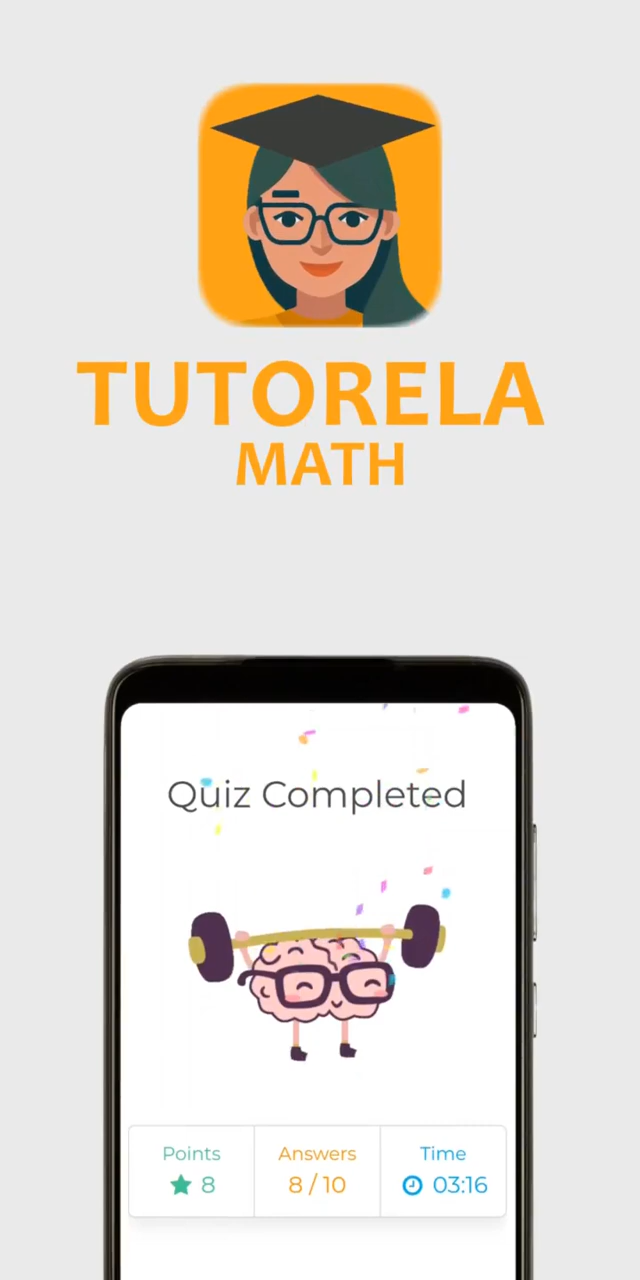 TUTORELA
MATH
Quiz Completed
Points Answers Time
8 8 / 10 03:16